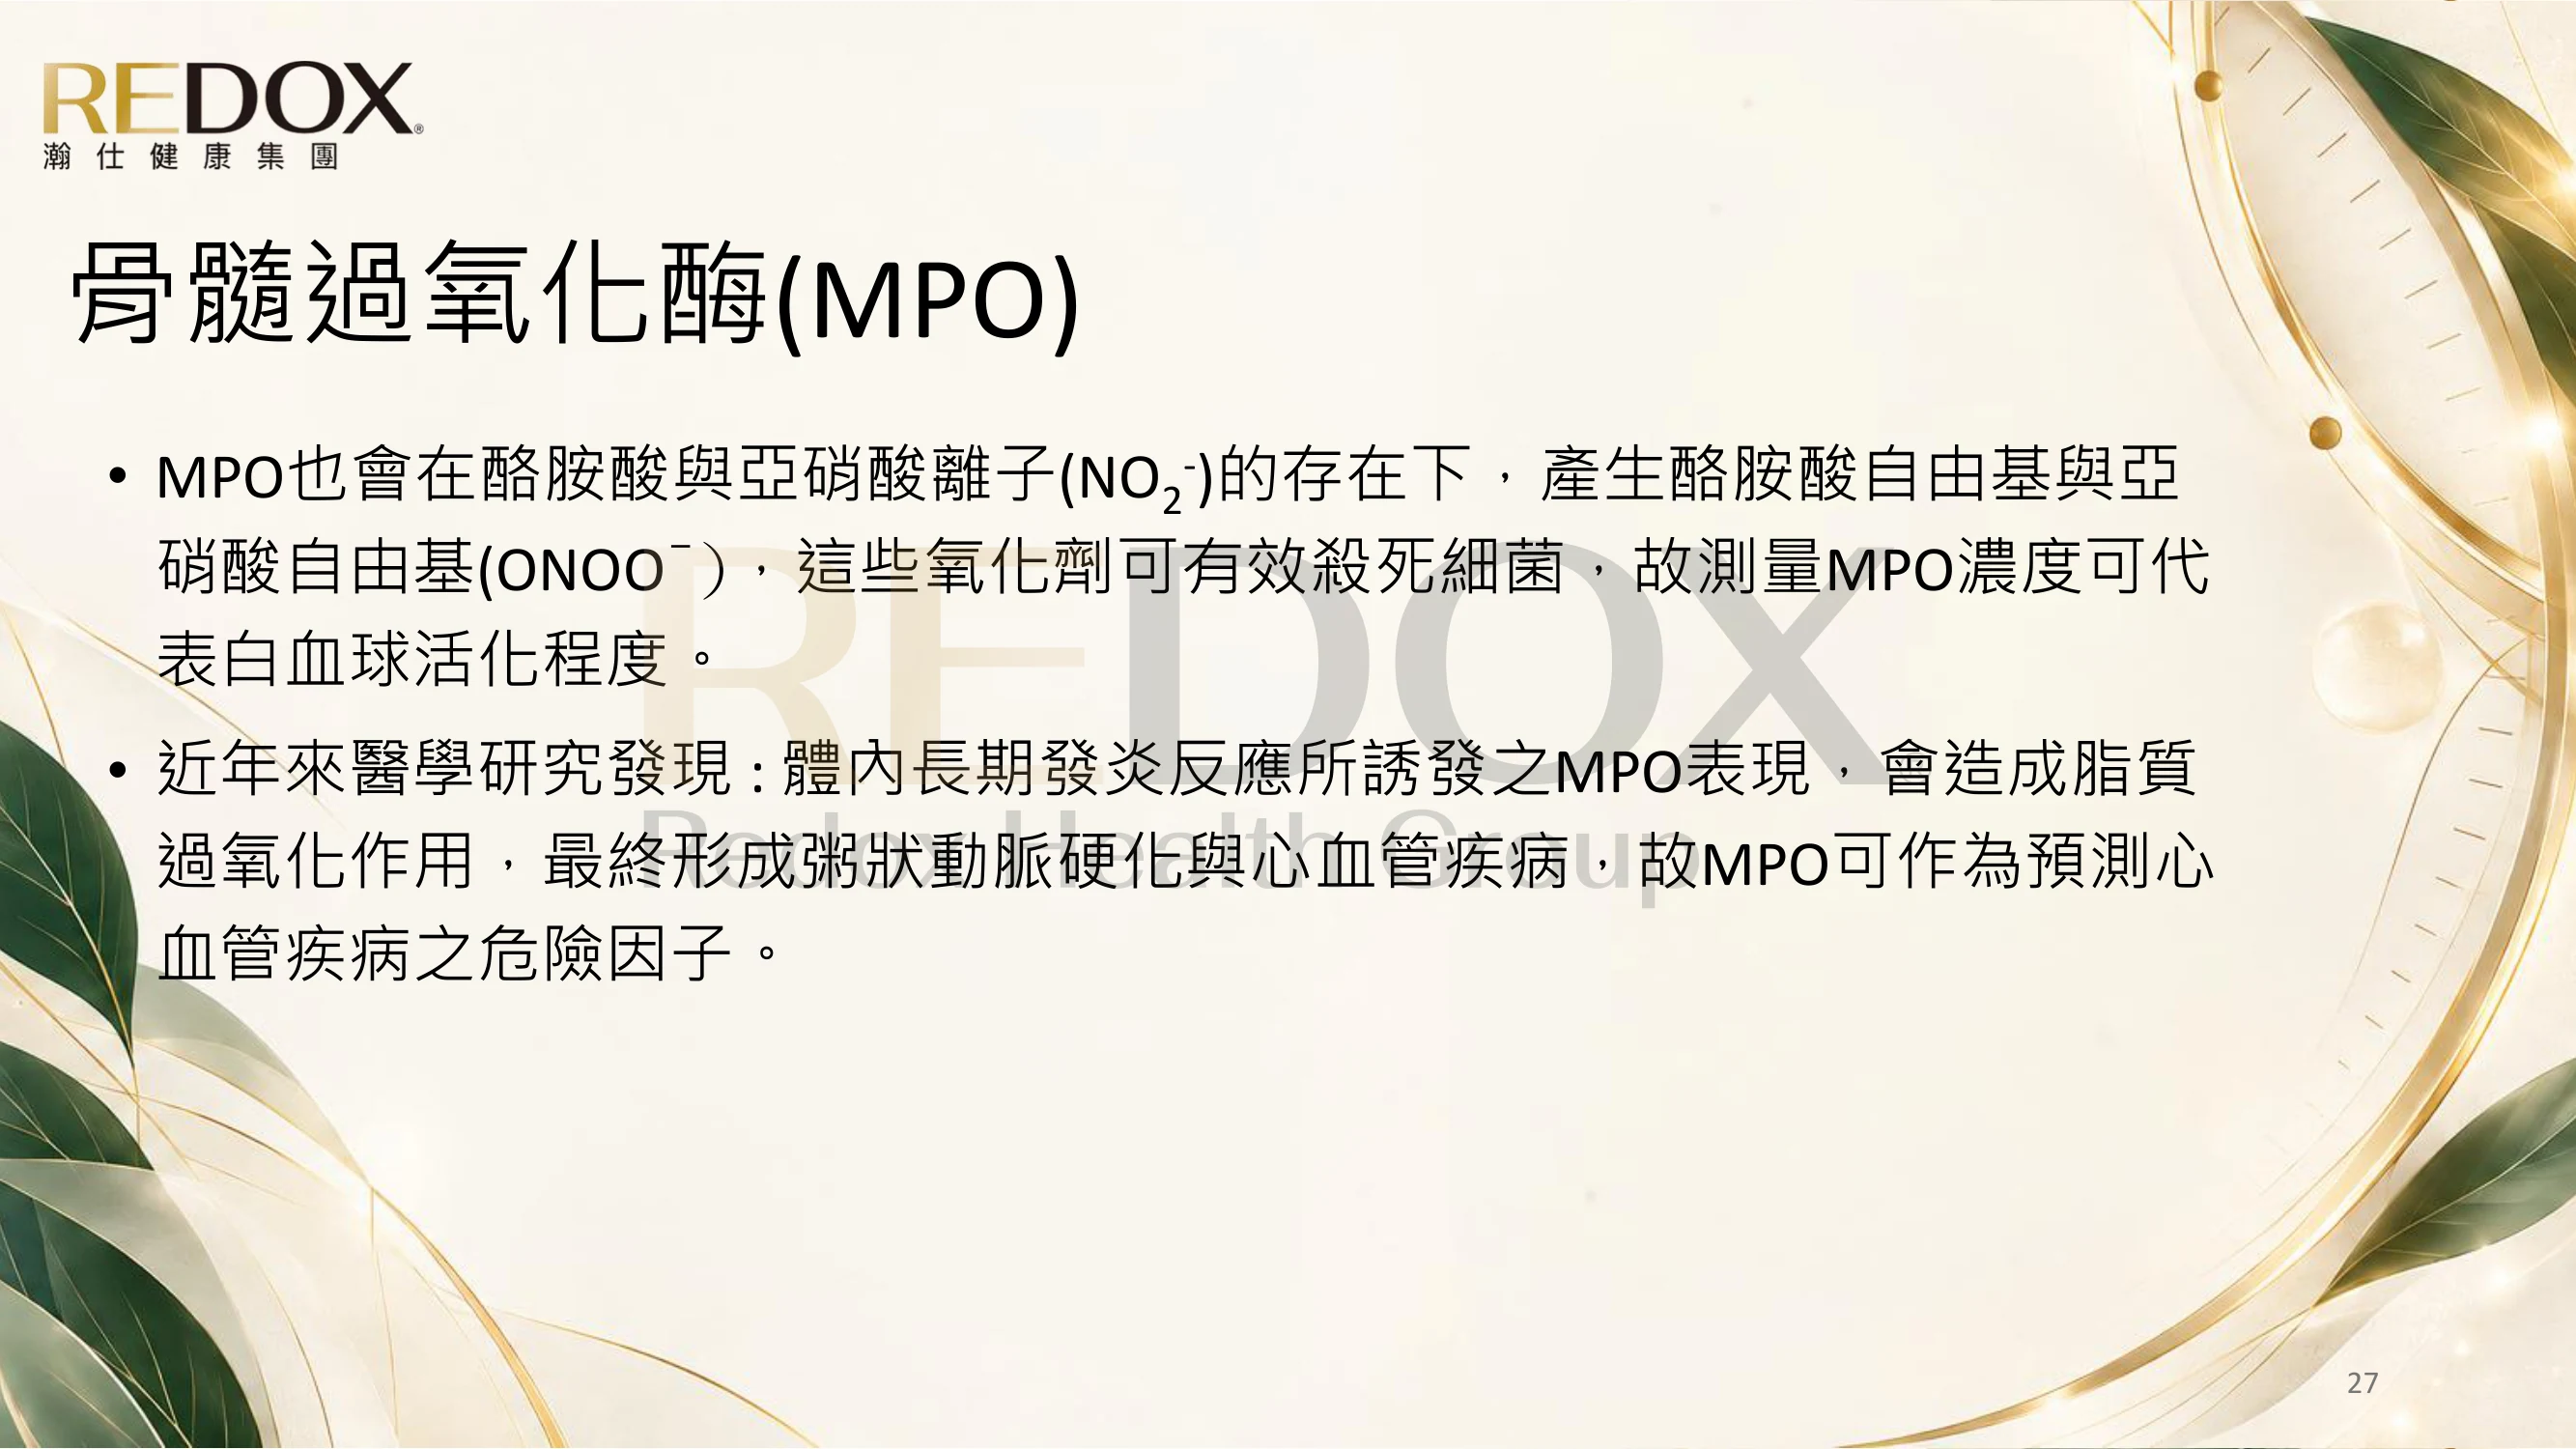 REDOX®
瀚仕健康集團
骨髓過氧化酶(MPO)
• MPO也會在酪胺酸與亞硝酸離子(NO₂⁻)的存在下，產生酪胺酸自由基與亞
硝酸自由基(ONOO⁻），這些氧化劑可有效殺死細菌，故測量MPO濃度可代
表白血球活化程度。
• 近年來醫學研究發現：體內長期發炎反應所誘發之MPO表現，會造成脂質
過氧化作用，最終形成粥狀動脈硬化與心血管疾病，故MPO可作為預測心
血管疾病之危險因子。
REDOX
Redox Health Group
27